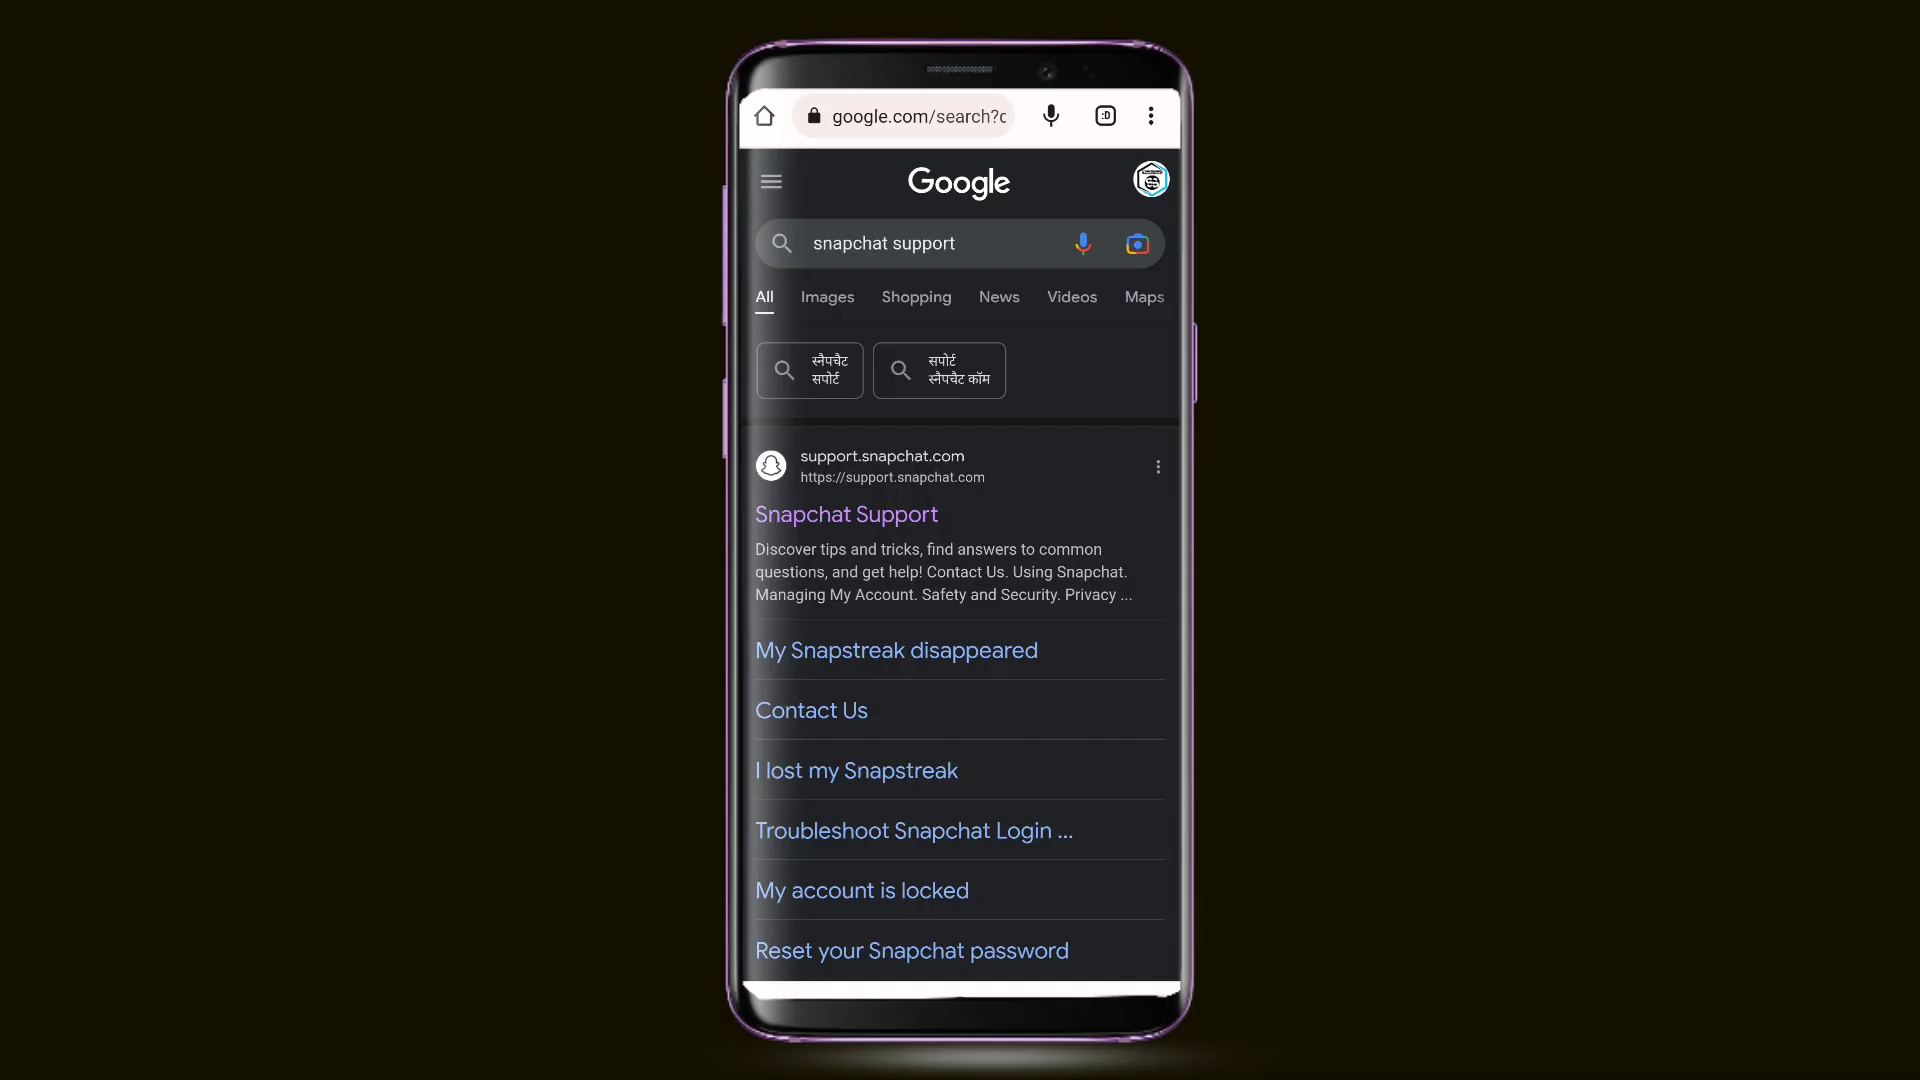 google.com/search?c
:D
Google
snapchat support
All Images Shopping News Videos Maps
स्नैपचैट
सपोर्ट
सपोर्ट
स्नैपचैट कॉम
support.snapchat.com
https://support.snapchat.com
Snapchat Support
Discover tips and tricks, find answers to common
questions, and get help! Contact Us. Using Snapchat.
Managing My Account. Safety and Security. Privacy ...
My Snapstreak disappeared
Contact Us
I lost my Snapstreak
Troubleshoot Snapchat Login ...
My account is locked
Reset your Snapchat password